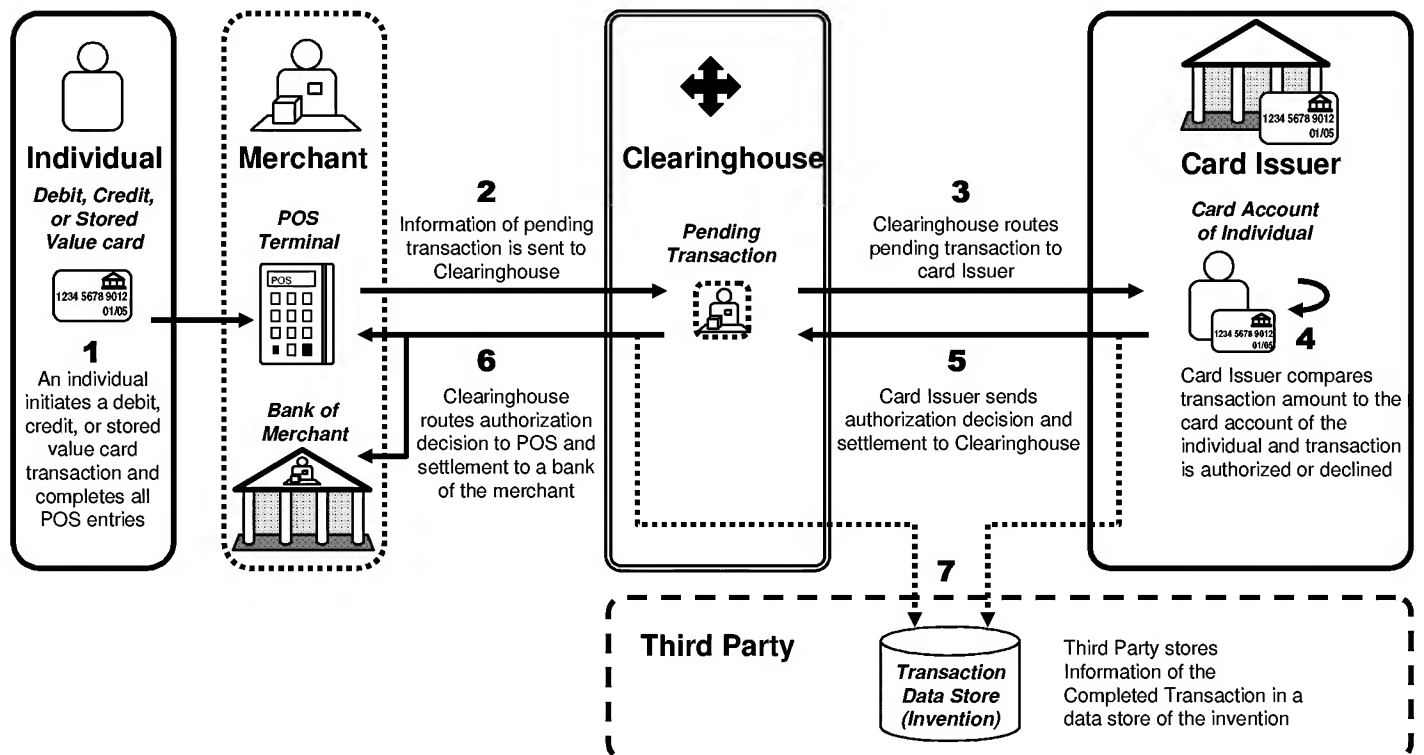 Individual
Debit, Credit,
or Stored
Value card
1234 5678 9012
01/05
1
An individual
initiates a debit,
credit, or stored
value card
transaction and
completes all
POS entries
Merchant
POS
Terminal
POS
Bank of
Merchant
2
Information of pending
transaction is sent to
Clearinghouse
6
Clearinghouse
routes authorization
decision to POS and
settlement to a bank
of the merchant
Clearinghouse
Pending
Transaction
3
Clearinghouse routes
pending transaction to
card Issuer
5
Card Issuer sends
authorization decision and
settlement to Clearinghouse
1234 5678 9012
01/05
Card Issuer
Card Account
of Individual
1234 5678 9012
01/05
4
Card Issuer compares
transaction amount to the
card account of the
individual and transaction
is authorized or declined
7
Third Party
Transaction
Data Store
(Invention)
Third Party stores
Information of the
Completed Transaction in a
data store of the invention